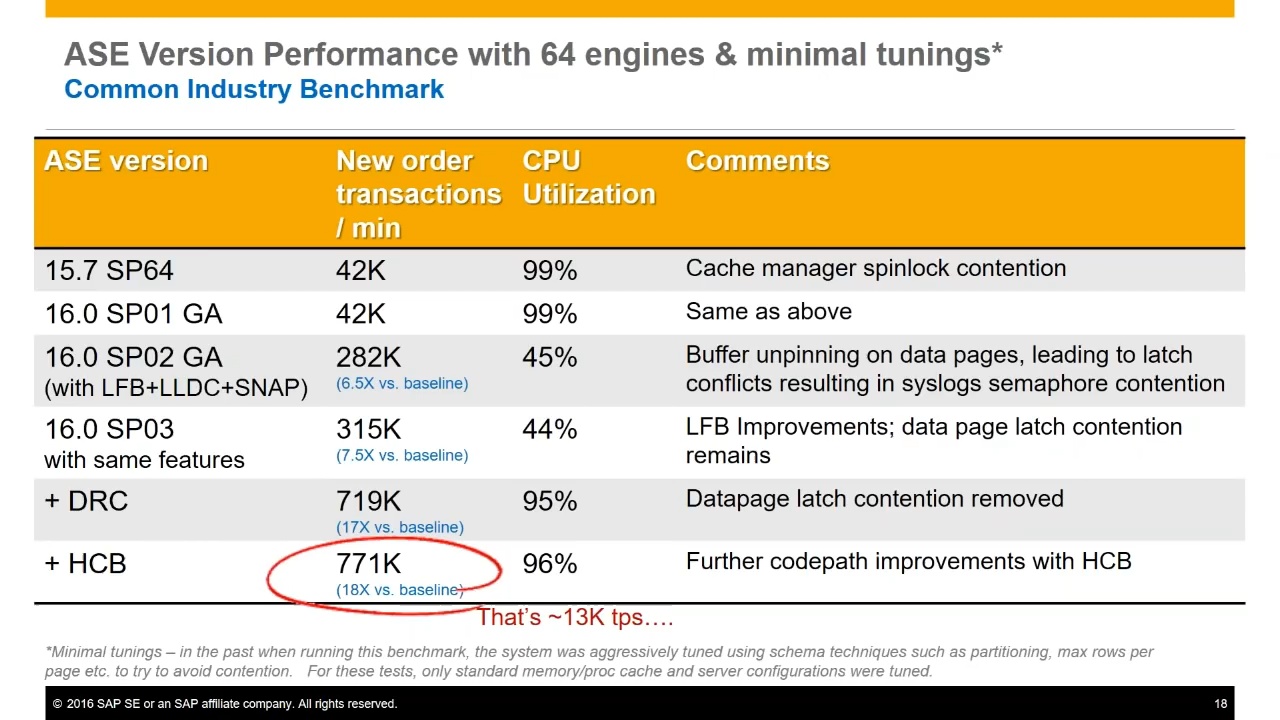 ASE Version Performance with 64 engines & minimal tunings*
Common Industry Benchmark
ASE version
New order
transactions
/ min
CPU
Utilization
Comments
15.7 SP64
42K
99%
Cache manager spinlock contention
16.0 SP01 GA
42K
99%
Same as above
16.0 SP02 GA
(with LFB+LLDC+SNAP)
282K
(6.5X vs. baseline)
45%
Buffer unpinning on data pages, leading to latch
conflicts resulting in syslogs semaphore contention
16.0 SP03
with same features
315K
(7.5X vs. baseline)
44%
LFB Improvements; data page latch contention
remains
+ DRC
719K
(17X vs. baseline)
95%
Datapage latch contention removed
+ HCB
771K
(18X vs. baseline)
96%
Further codepath improvements with HCB
That's ~13K tps….
*Minimal tunings – in the past when running this benchmark, the system was aggressively tuned using schema techniques such as partitioning, max rows per
page etc. to try to avoid contention. For these tests, only standard memory/proc cache and server configurations were tuned.
© 2016 SAP SE or an SAP affiliate company. All rights reserved.
18